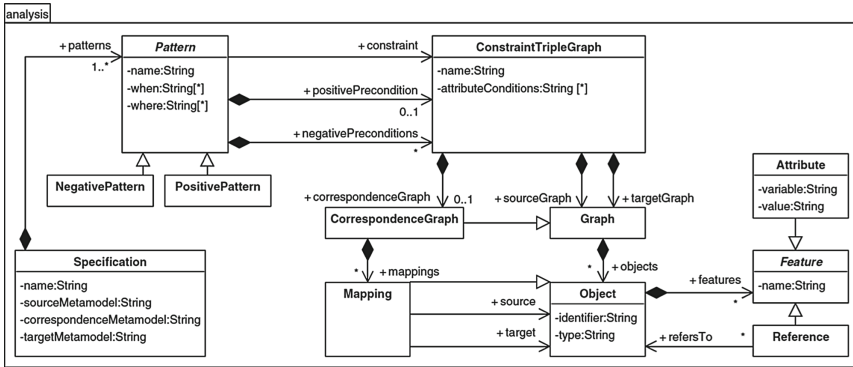 analysis
+ patterns
1..*
Pattern
-name:String
-when:String[*]
-where:String[*]
+ constraint
+ positivePrecondition
0..1
+ negativePreconditions
*
ConstraintTripleGraph
-name:String
-attributeConditions:String [*]
NegativePattern
PositivePattern
+ correspondenceGraph
0..1
+ sourceGraph
+ targetGraph
Attribute
-variable:String
-value:String
CorrespondenceGraph
Graph
* + mappings
* + objects
Specification
-name:String
-sourceMetamodel:String
-correspondenceMetamodel:String
-targetMetamodel:String
Mapping
+ source
+ target
Object
-identifier:String
-type:String
+ features
*
Feature
-name:String
+ refersTo
*
Reference